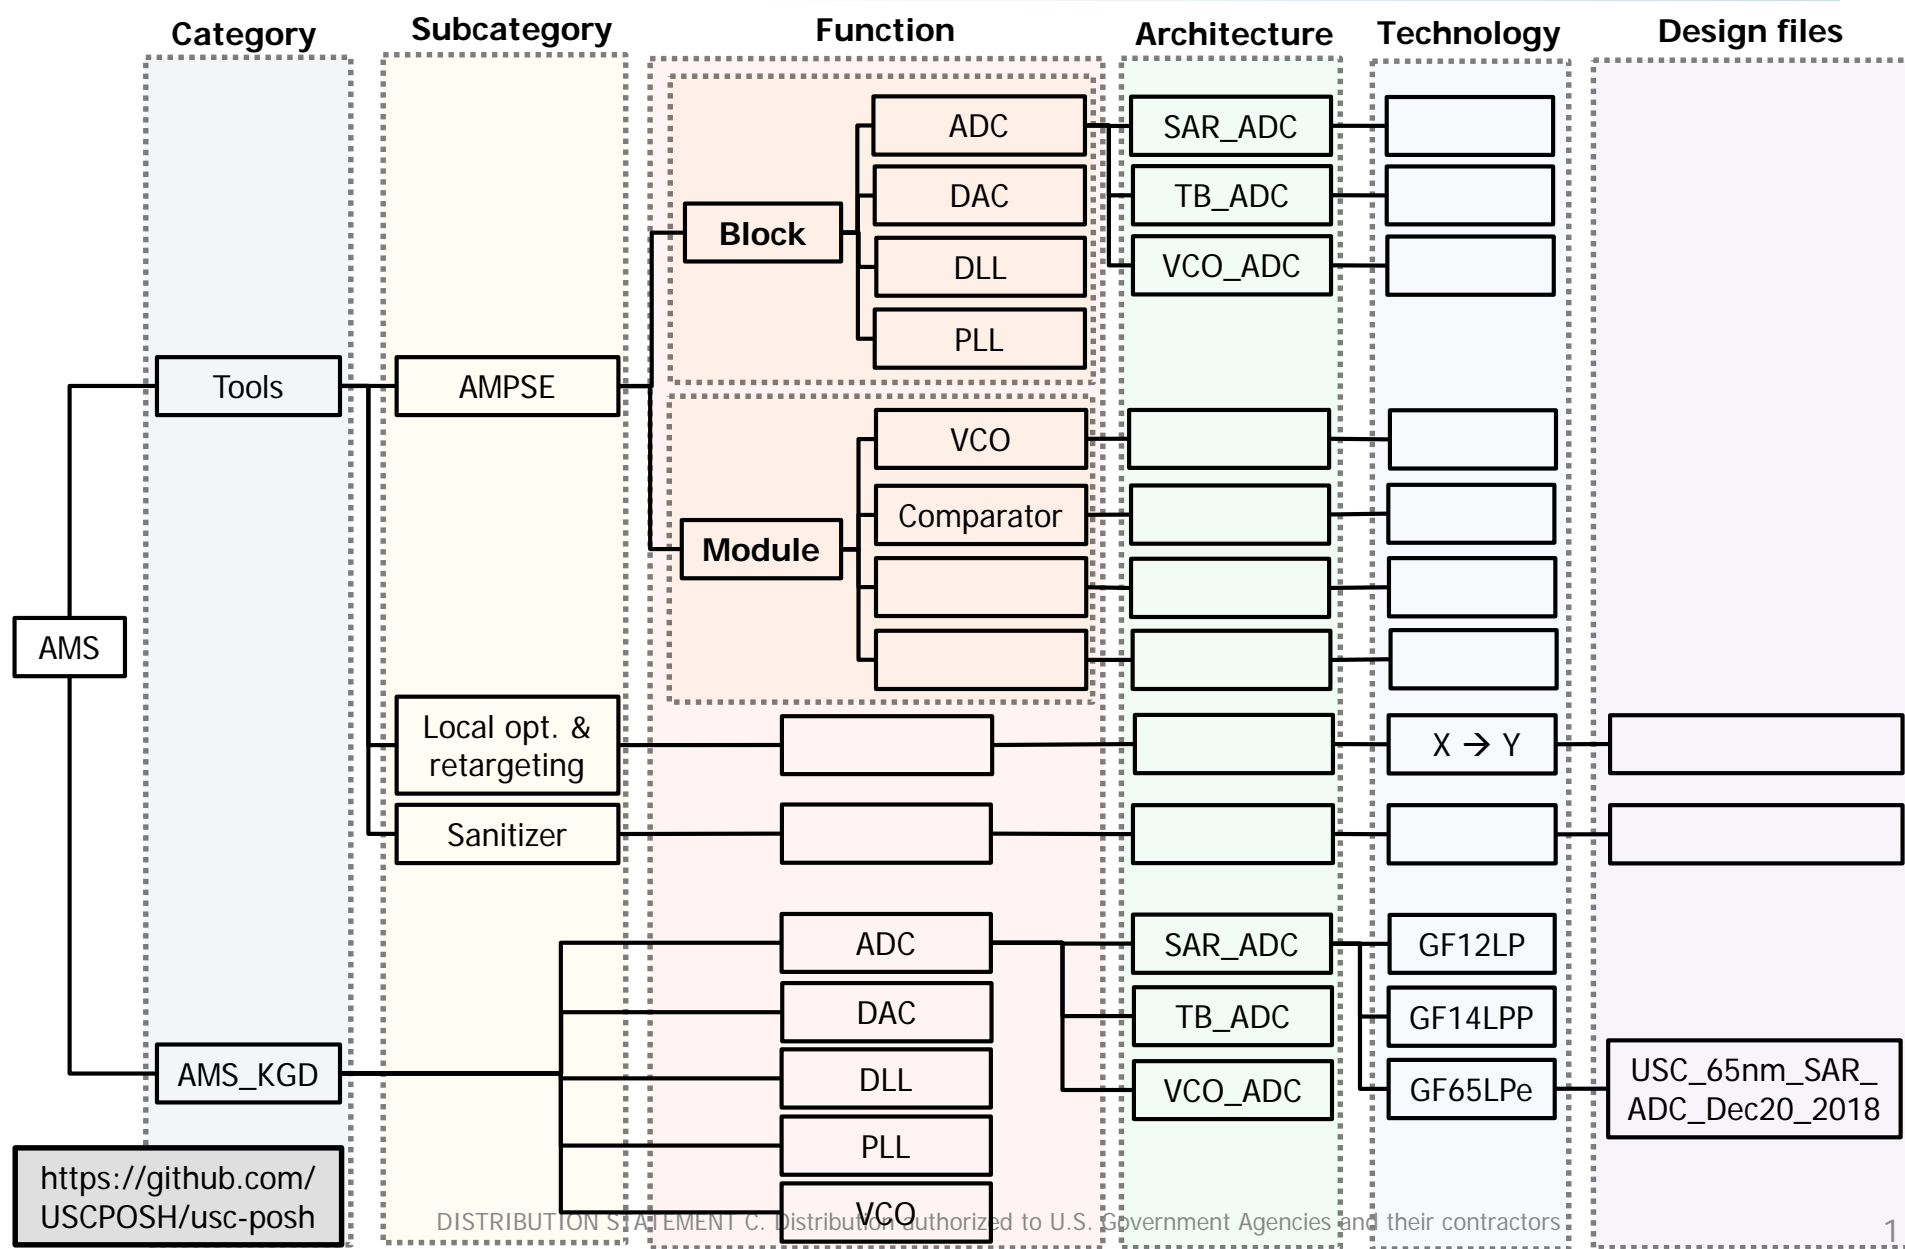 Category
Subcategory
Function
Architecture
Technology
Design files
ADC
SAR_ADC
DAC
TB_ADC
Block
DLL
VCO_ADC
PLL
Tools
AMPSE
VCO
Comparator
Module
AMS
Local opt. &
retargeting
X → Y
Sanitizer
ADC
SAR_ADC
GF12LP
DAC
TB_ADC
GF14LPP
AMS_KGD
DLL
VCO_ADC
GF65LPe
USC_65nm_SAR_
ADC_Dec20_2018
PLL
https://github.com/
USCPOSH/usc-posh
VCO
DISTRIBUTION STATEMENT C. Distribution authorized to U.S. Government Agencies and their contractors
1